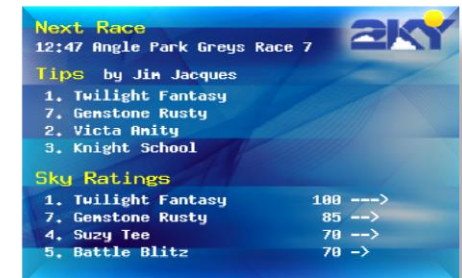 Next Race
2KY
12:47 Angle Park Greys Race 7
Tips by Jim Jacques
1. Twilight Fantasy
7. Gemstone Rusty
2. Victa Amity
3. Knight School
Sky Ratings
1. Twilight Fantasy 100 --->
7. Gemstone Rusty 85 -->
4. Suzy Tee 70 -->
5. Battle Blitz 70 ->